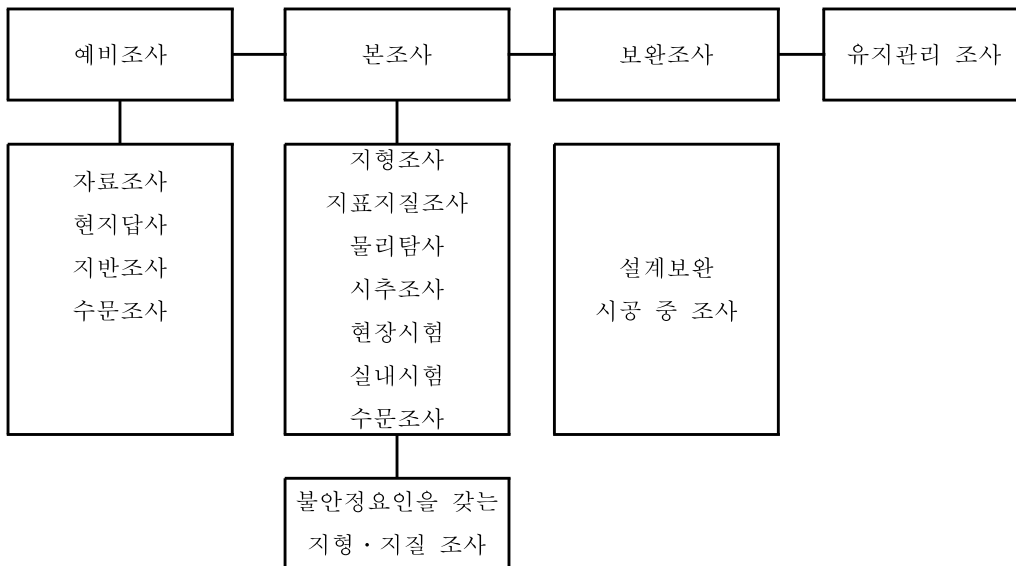 예비조사
본조사
보완조사
유지관리 조사
자료조사
현지답사
지반조사
수문조사
지형조사
지표지질조사
물리탐사
시추조사
현장시험
실내시험
수문조사
설계보완
시공 중 조사
불안정요인을 갖는
지형·지질 조사